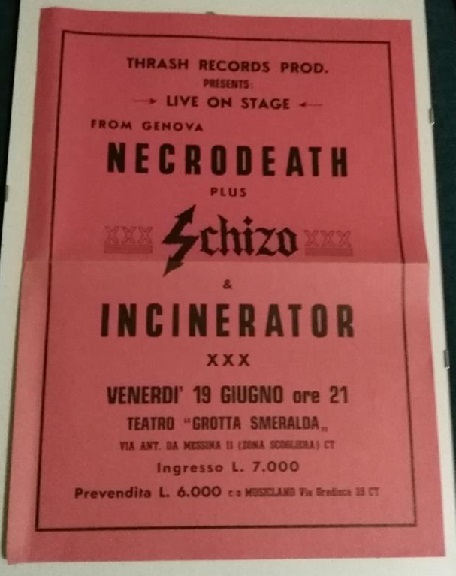 THRASH RECORDS PROD.
PRESENTS:
LIVE ON STAGE
FROM GENOVA
NECRODEATH
PLUS
XXX Schizo XXX
&
INCINERATOR
XXX
VENERDI' 19 GIUGNO ore 21
TEATRO "GROTTA SMERALDA„
VIA ANT. DA MESSINA 11 (ZONA SCOGLIERA) CT
Ingresso L. 7.000
Prevendita L. 6.000 c.o MUSICLAND Via Gradisca CT